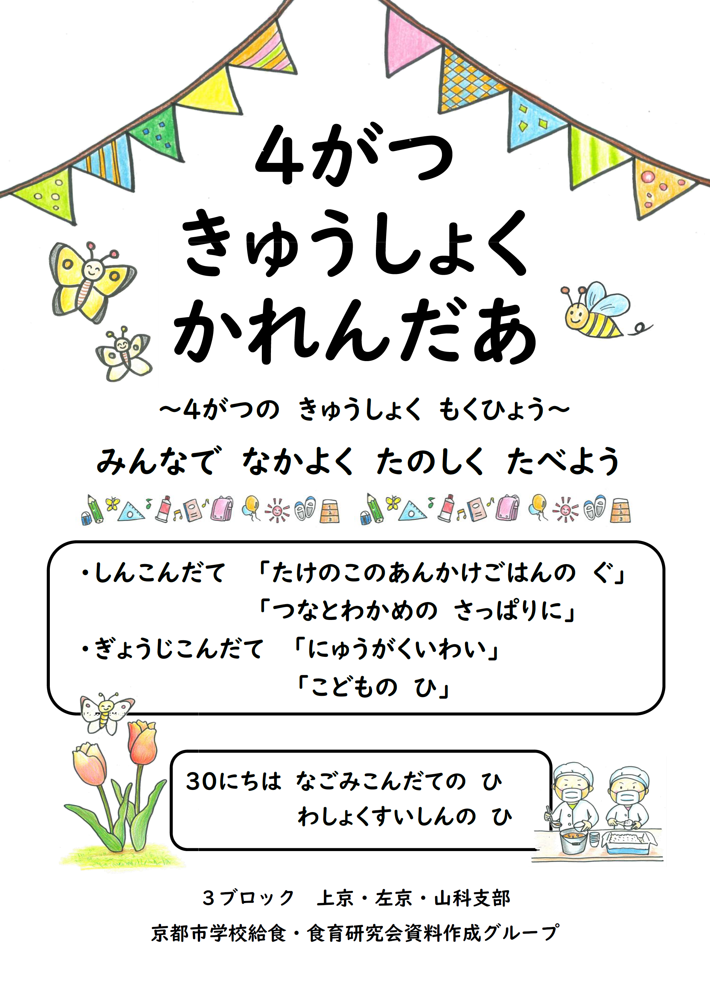 4がつ
きゅうしょく
かれんだあ
～4がつの きゅうしょく もくひょう～
みんなで なかよく たのしく たべよう
1
2
3
1
2
3
・しんこんだて 「たけのこのあんかけごはんの ぐ」
「つなとわかめの さっぱりに」
・ぎょうじこんだて 「にゅうがくいわい」
「こどもの ひ」
30にちは なごみこんだての ひ
わしょくすいしんの ひ
3ブロック 上京・左京・山科支部
京都市学校給食・食育研究会資料作成グループ